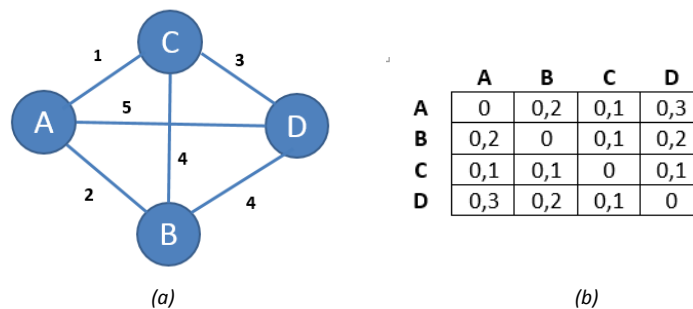 C
1
3
5
A
D
4
2
4
B
A B C D
A 0 0,2 0,1 0,3
B 0,2 0 0,1 0,2
C 0,1 0,1 0 0,1
D 0,3 0,2 0,1 0
(a) (b)